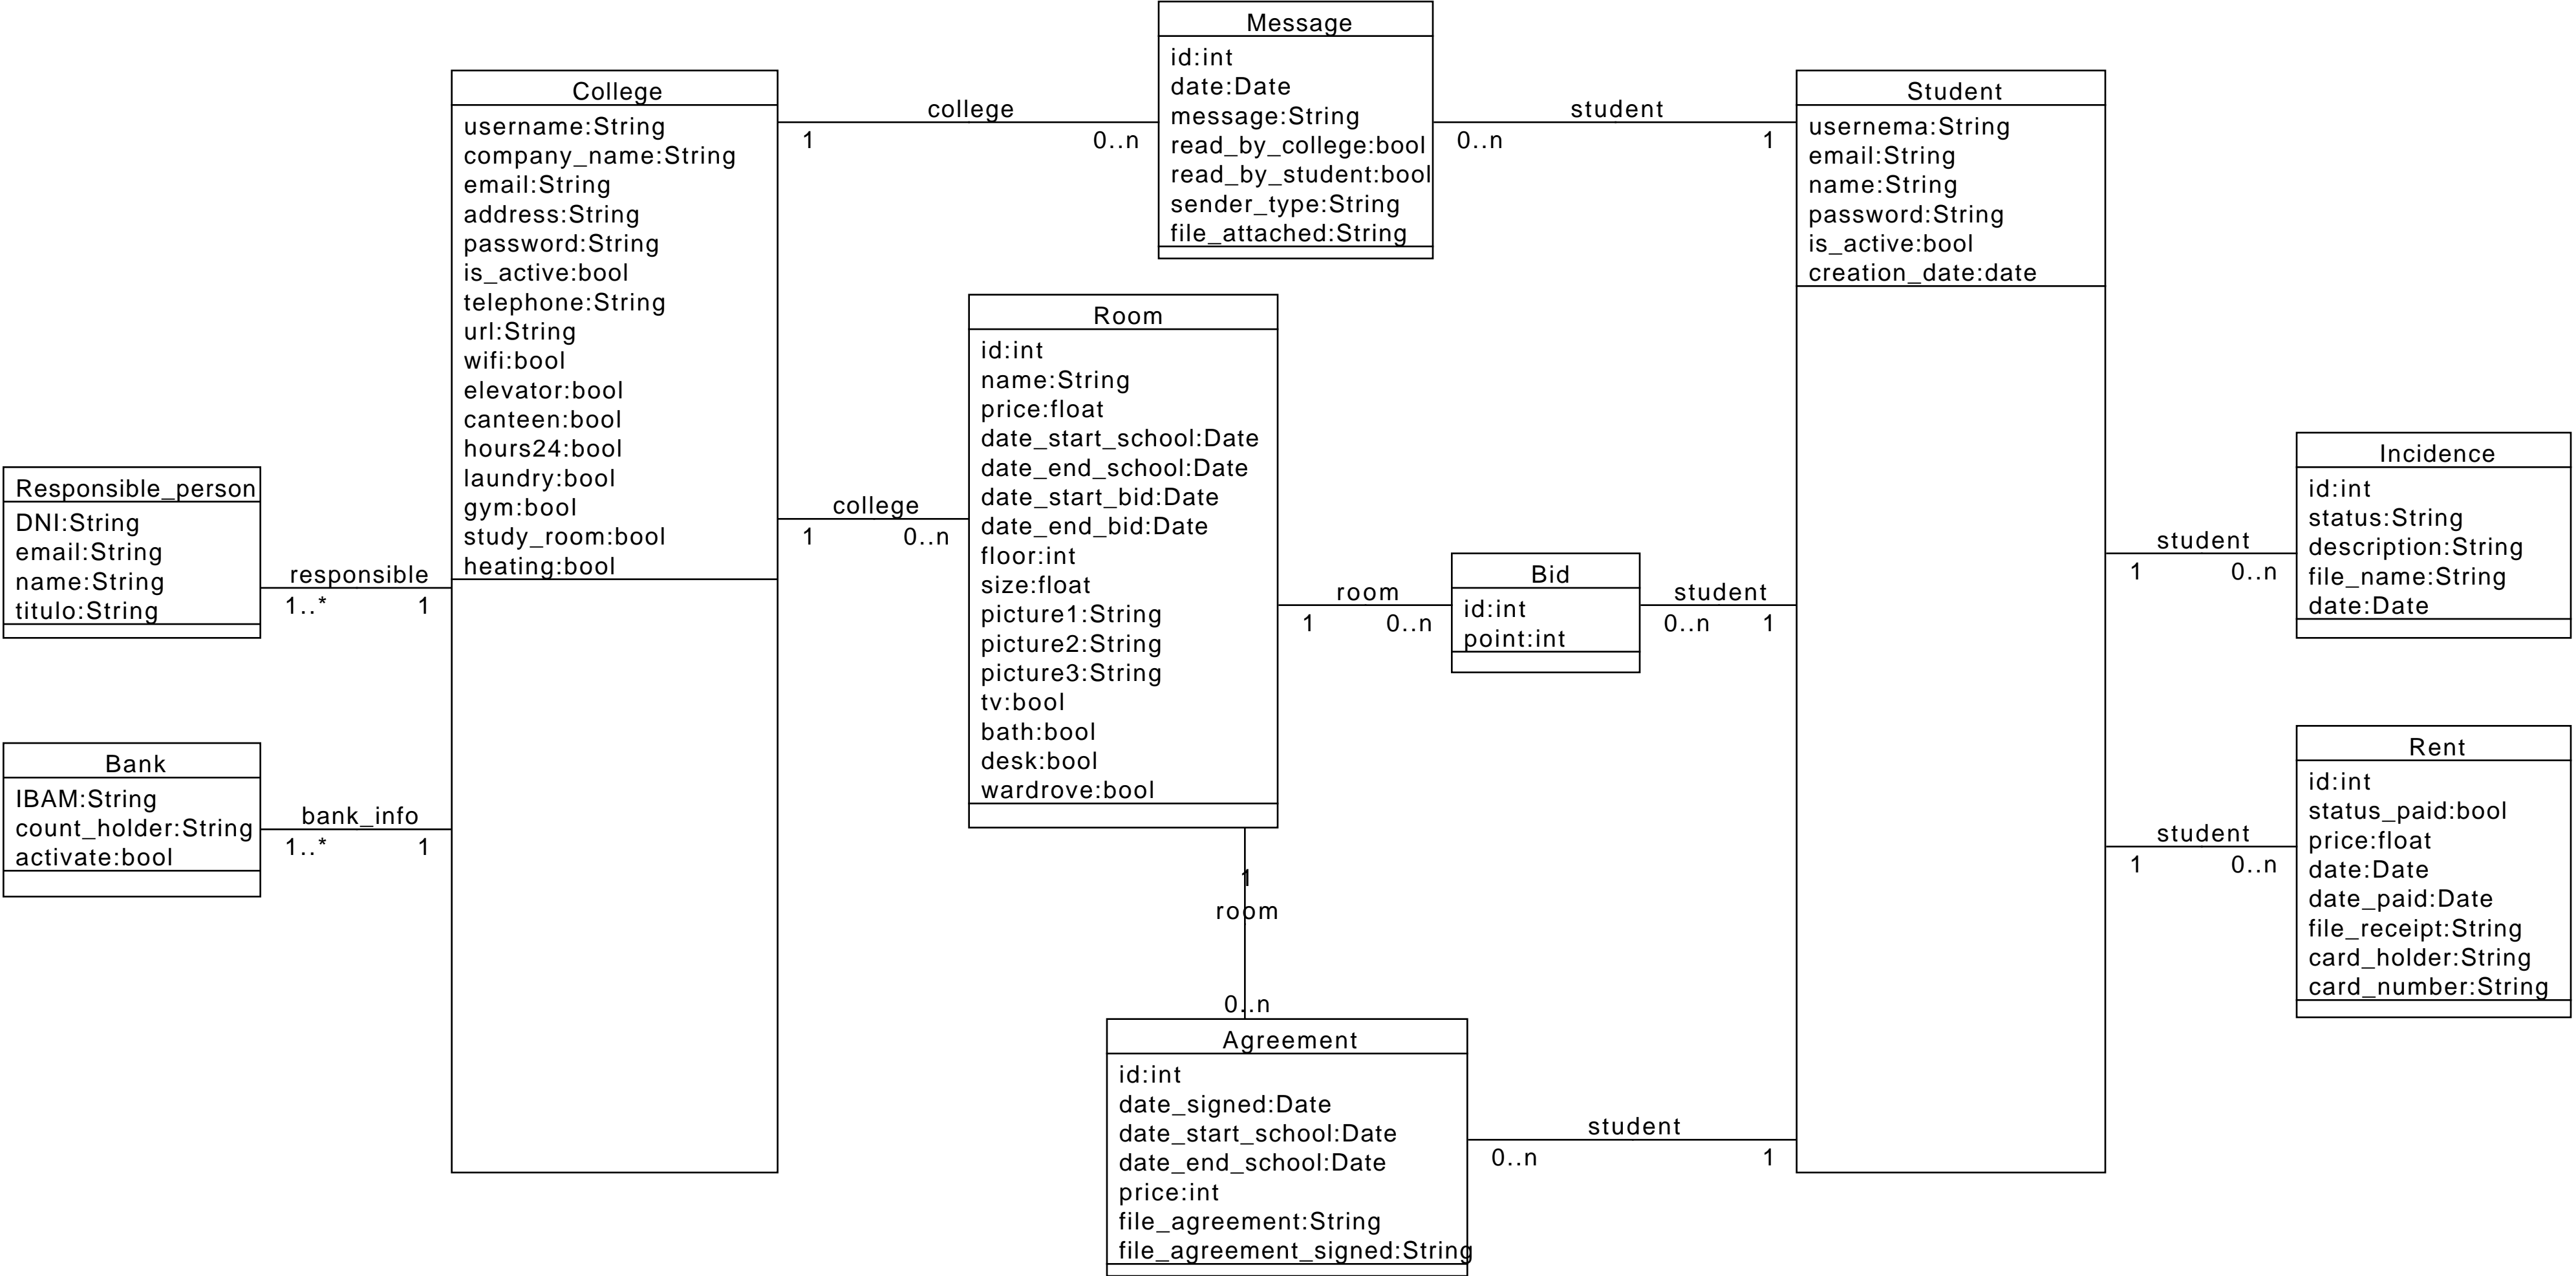 Message
id:int
date:Date
message:String
read_by_college:bool
read_by_student:bool
sender_type:String
file_attached:String
College
username:String
company_name:String
email:String
address:String
password:String
is_active:bool
telephone:String
url:String
wifi:bool
elevator:bool
canteen:bool
hours24:bool
laundry:bool
gym:bool
study_room:bool
heating:bool
college
1
0..n
student
0..n
1
Student
usernema:String
email:String
name:String
password:String
is_active:bool
creation_date:date
Room
id:int
name:String
price:float
date_start_school:Date
date_end_school:Date
date_start_bid:Date
date_end_bid:Date
floor:int
size:float
picture1:String
picture2:String
picture3:String
tv:bool
bath:bool
desk:bool
wardrove:bool
college
1
0..n
Responsible_person
DNI:String
email:String
name:String
titulo:String
responsible
1..*
1
Bank
IBAM:String
count_holder:String
activate:bool
bank_info
1..*
1
room
1
0..n
Bid
id:int
point:int
student
0..n
1
Incidence
id:int
status:String
description:String
file_name:String
date:Date
student
1
0..n
Rent
id:int
status_paid:bool
price:float
date:Date
date_paid:Date
file_receipt:String
card_holder:String
card_number:String
student
1
0..n
1
room
0..n
Agreement
id:int
date_signed:Date
date_start_school:Date
date_end_school:Date
price:int
file_agreement:String
file_agreement_signed:String
student
0..n
1